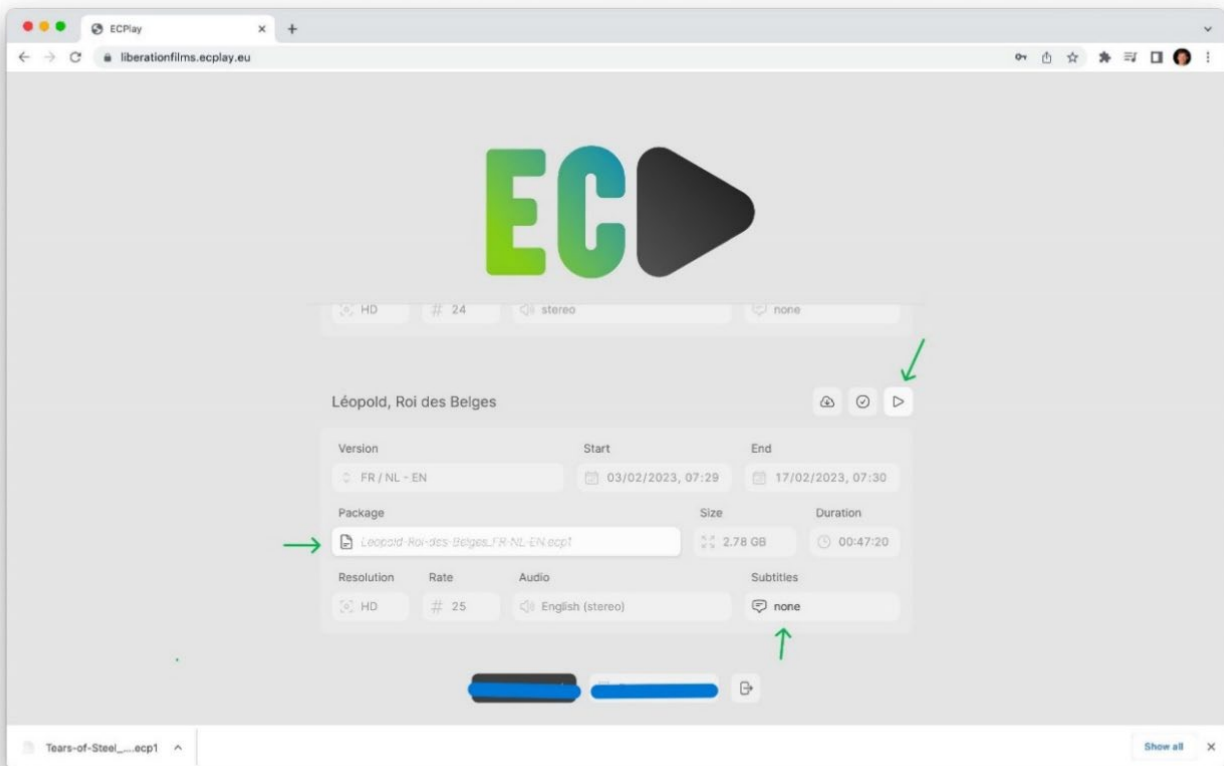 ECPlay
liberationfilms.ecplay.eu
EC
HD # 24 stereo none
Léopold, Roi des Belges
Version Start End
FR / NL - EN 03/02/2023, 07:29 17/02/2023, 07:30
Package Size Duration
Leopold-Roi-des-Belges_FR-NL-EN.ecp1 2.78 GB 00:47:20
Resolution Rate Audio Subtitles
HD # 25 English (stereo) none
Tears-of-Steel_....ecp1 Show all